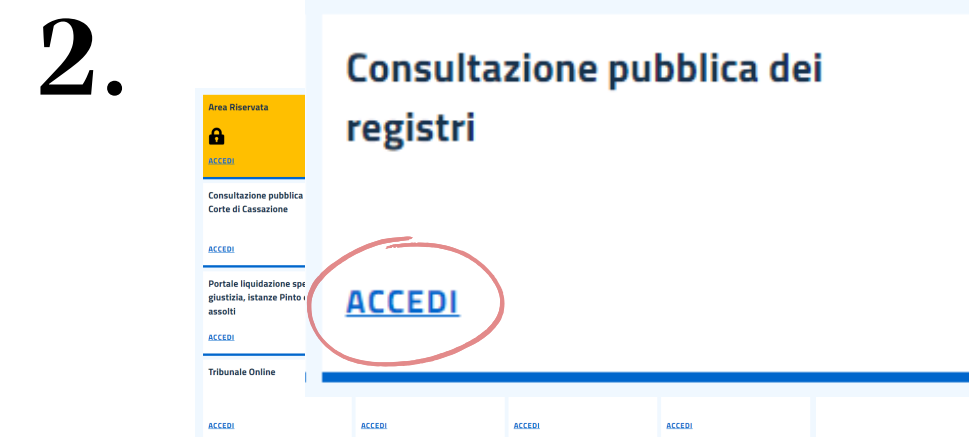 2.
Consultazione pubblica dei
registri
ACCEDI
Area Riservata
ACCEDI
Consultazione pubblica
Corte di Cassazione
ACCEDI
Portale liquidazione
giustizia, istanze Pinto
assolti
ACCEDI
Tribunale Online
ACCEDI
ACCEDI
ACCEDI
ACCEDI